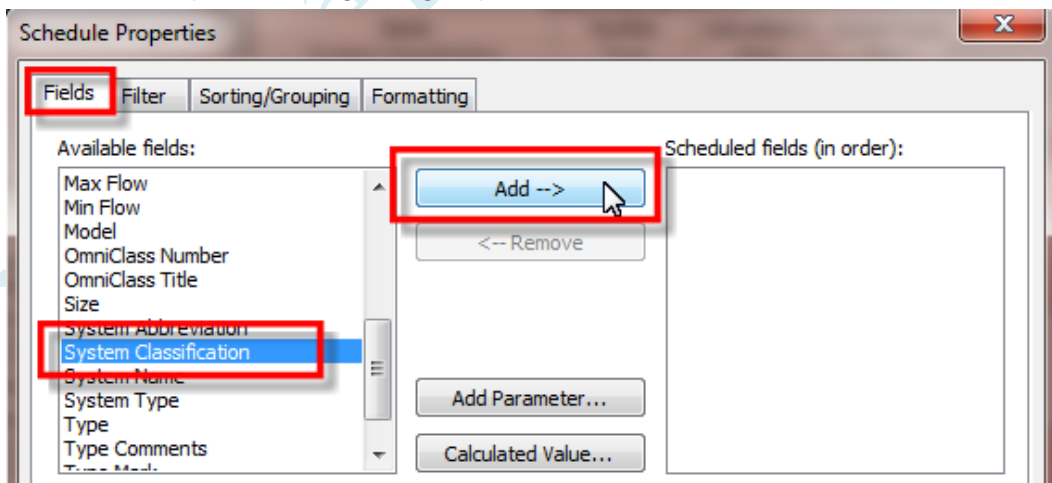 Schedule Properties
Fields Filter Sorting/Grouping Formatting
Available fields:
Scheduled fields (in order):
Max Flow
Min Flow
Model
OmniClass Number
OmniClass Title
Size
System Abbreviation
System Classification
System Name
System Type
Type
Type Comments
Type Mark
Add -->
<-- Remove
Add Parameter...
Calculated Value...